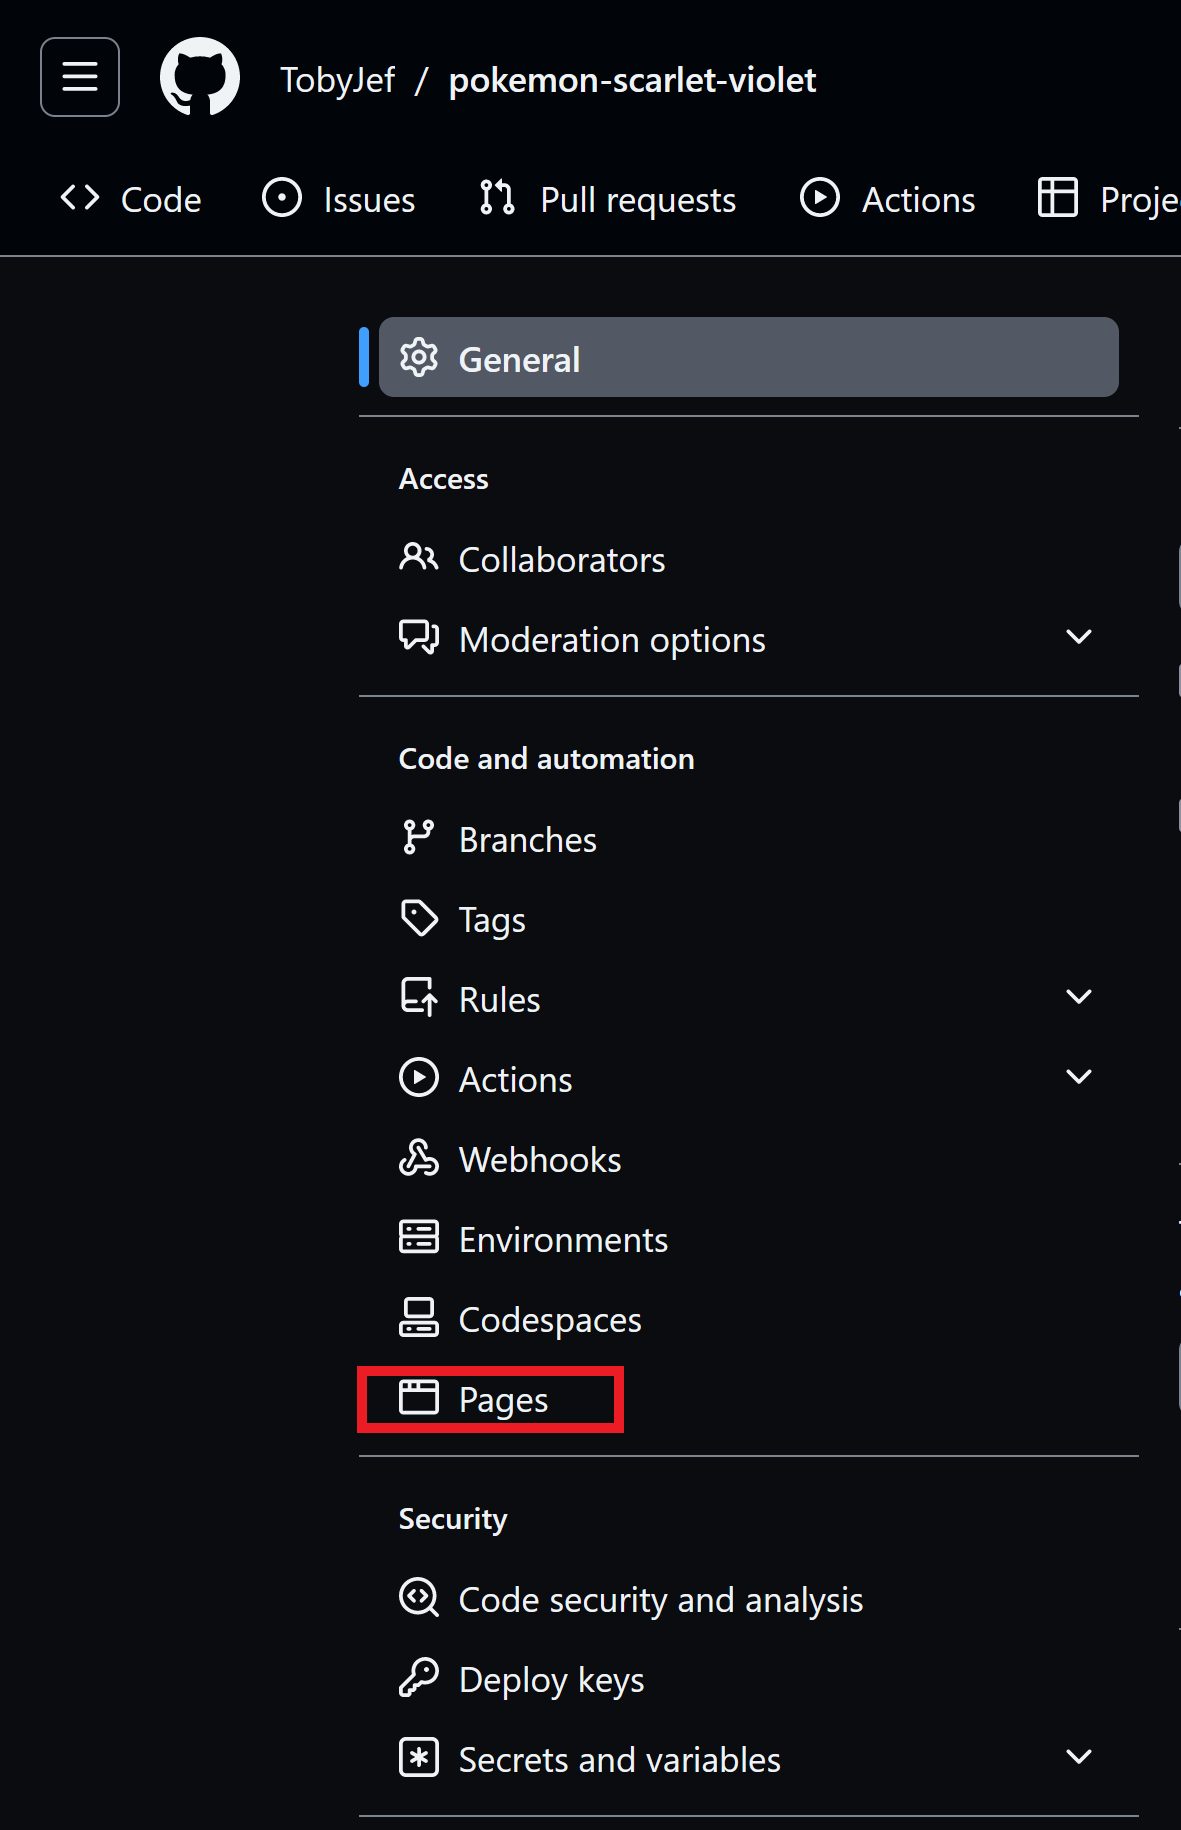 TobyJef / pokemon-scarlet-violet
Code Issues Pull requests Actions Proje
General
Access
Collaborators
Moderation options
Code and automation
Branches
Tags
Rules
Actions
Webhooks
Environments
Codespaces
Pages
Security
Code security and analysis
Deploy keys
Secrets and variables